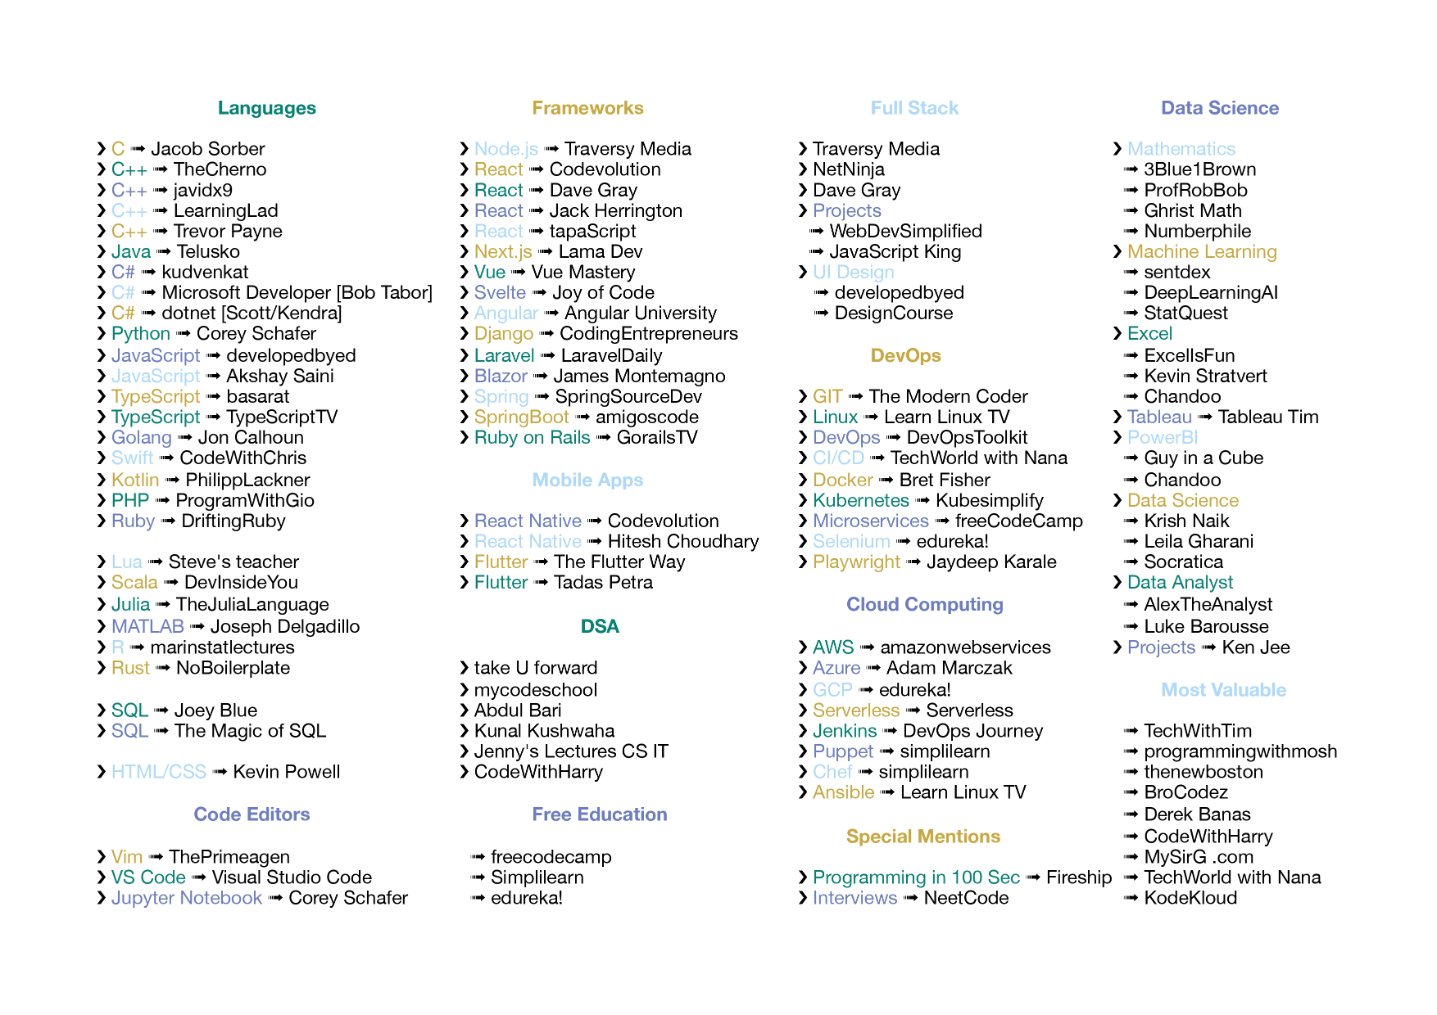 Languages
❯ C ➟ Jacob Sorber
❯ C++ ➟ TheCherno
❯ C++ ➟ javidx9
❯ C++ ➟ LearningLad
❯ C++ ➟ Trevor Payne
❯ Java ➟ Telusko
❯ C# ➟ kudvenkat
❯ C# ➟ Microsoft Developer [Bob Tabor]
❯ C# ➟ dotnet [Scott/Kendra]
❯ Python ➟ Corey Schafer
❯ JavaScript ➟ developedbyed
❯ JavaScript ➟ Akshay Saini
❯ TypeScript ➟ basarat
❯ TypeScript ➟ TypeScriptTV
❯ Golang ➟ Jon Calhoun
❯ Swift ➟ CodeWithChris
❯ Kotlin ➟ PhilippLackner
❯ PHP ➟ ProgramWithGio
❯ Ruby ➟ DriftingRuby
❯ Lua ➟ Steve's teacher
❯ Scala ➟ DevInsideYou
❯ Julia ➟ TheJuliaLanguage
❯ MATLAB ➟ Joseph Delgadillo
❯ R ➟ marinstatlectures
❯ Rust ➟ NoBoilerplate
❯ SQL ➟ Joey Blue
❯ SQL ➟ The Magic of SQL
❯ HTML/CSS ➟ Kevin Powell
Code Editors
❯ Vim ➟ ThePrimeagen
❯ VS Code ➟ Visual Studio Code
❯ Jupyter Notebook ➟ Corey Schafer
Frameworks
❯ Node.js ➟ Traversy Media
❯ React ➟ Codevolution
❯ React ➟ Dave Gray
❯ React ➟ Jack Herrington
❯ React ➟ tapaScript
❯ Next.js ➟ Lama Dev
❯ Vue ➟ Vue Mastery
❯ Svelte ➟ Joy of Code
❯ Angular ➟ Angular University
❯ Django ➟ CodingEntrepreneurs
❯ Laravel ➟ LaravelDaily
❯ Blazor ➟ James Montemagno
❯ Spring ➟ SpringSourceDev
❯ SpringBoot ➟ amigoscode
❯ Ruby on Rails ➟ GorailsTV
Mobile Apps
❯ React Native ➟ Codevolution
❯ React Native ➟ Hitesh Choudhary
❯ Flutter ➟ The Flutter Way
❯ Flutter ➟ Tadas Petra
DSA
❯ take U forward
❯ mycodeschool
❯ Abdul Bari
❯ Kunal Kushwaha
❯ Jenny's Lectures CS IT
❯ CodeWithHarry
Free Education
➟ freecodecamp
➟ Simplilearn
➟ edureka!
Full Stack
❯ Traversy Media
❯ NetNinja
❯ Dave Gray
❯ Projects
➟ WebDevSimplified
➟ JavaScript King
❯ UI Design
➟ developedbyed
➟ DesignCourse
DevOps
❯ GIT ➟ The Modern Coder
❯ Linux ➟ Learn Linux TV
❯ DevOps ➟ DevOpsToolkit
❯ CI/CD ➟ TechWorld with Nana
❯ Docker ➟ Bret Fisher
❯ Kubernetes ➟ Kubesimplify
❯ Microservices ➟ freeCodeCamp
❯ Selenium ➟ edureka!
❯ Playwright ➟ Jaydeep Karale
Cloud Computing
❯ AWS ➟ amazonwebservices
❯ Azure ➟ Adam Marczak
❯ GCP ➟ edureka!
❯ Serverless ➟ Serverless
❯ Jenkins ➟ DevOps Journey
❯ Puppet ➟ simplilearn
❯ Chef ➟ simplilearn
❯ Ansible ➟ Learn Linux TV
Special Mentions
❯ Programming in 100 Sec ➟ Fireship
❯ Interviews ➟ NeetCode
Data Science
❯ Mathematics
➟ 3Blue1Brown
➟ ProfRobBob
➟ Ghrist Math
➟ Numberphile
❯ Machine Learning
➟ sentdex
➟ DeepLearningAI
➟ StatQuest
❯ Excel
➟ ExcelIsFun
➟ Kevin Stratvert
➟ Chandoo
❯ Tableau ➟ Tableau Tim
❯ PowerBI
➟ Guy in a Cube
➟ Chandoo
❯ Data Science
➟ Krish Naik
➟ Leila Gharani
➟ Socratica
❯ Data Analyst
➟ AlexTheAnalyst
➟ Luke Barousse
❯ Projects ➟ Ken Jee
Most Valuable
➟ TechWithTim
➟ programmingwithmosh
➟ thenewboston
➟ BroCodez
➟ Derek Banas
➟ CodeWithHarry
➟ MySirG .com
➟ TechWorld with Nana
➟ KodeKloud